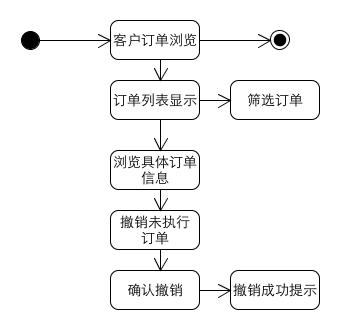 客户订单浏览
订单列表显示
筛选订单
浏览具体订单
信息
撤销未执行
订单
确认撤销
撤销成功提示